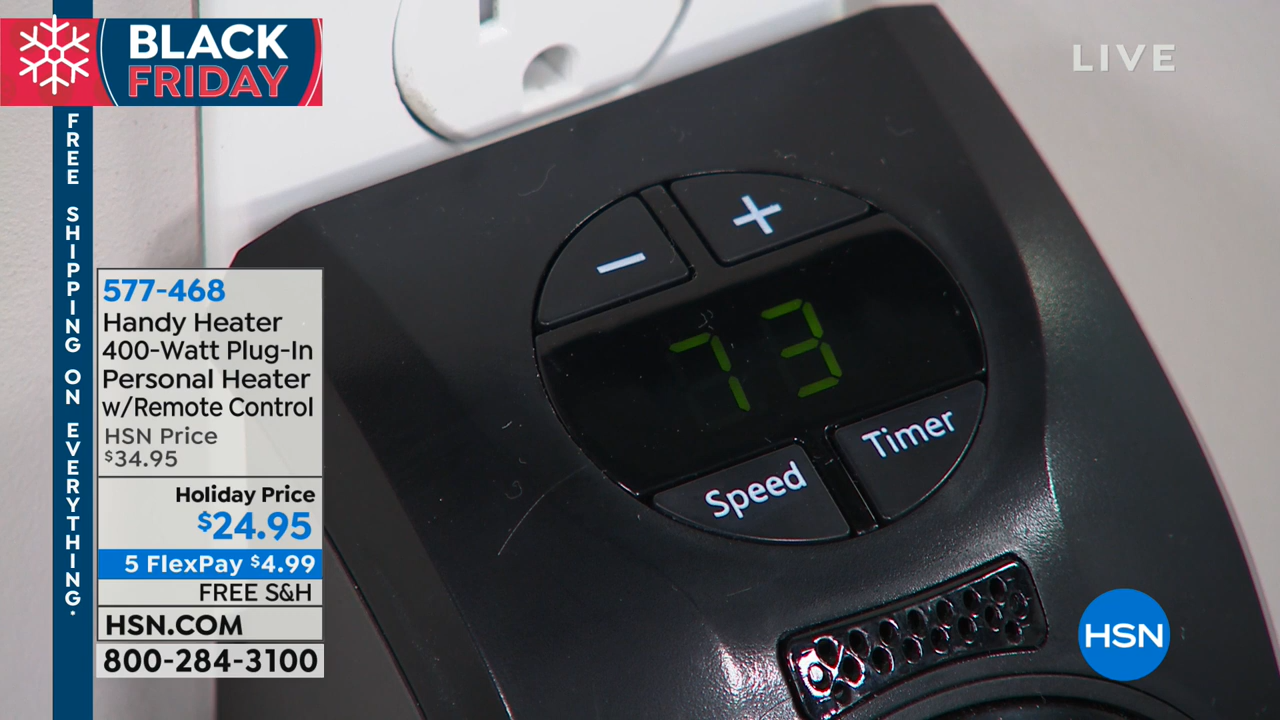 BLACK
FRIDAY
LIVE
FREE SHIPPING ON EVERYTHING.
577-468
Handy Heater
400-Watt Plug-In
Personal Heater
w/Remote Control
HSN Price
$34.95
Holiday Price
$24.95
5 FlexPay $4.99
FREE S&H
HSN.COM
800-284-3100
− +
73
Speed
Timer
HSN